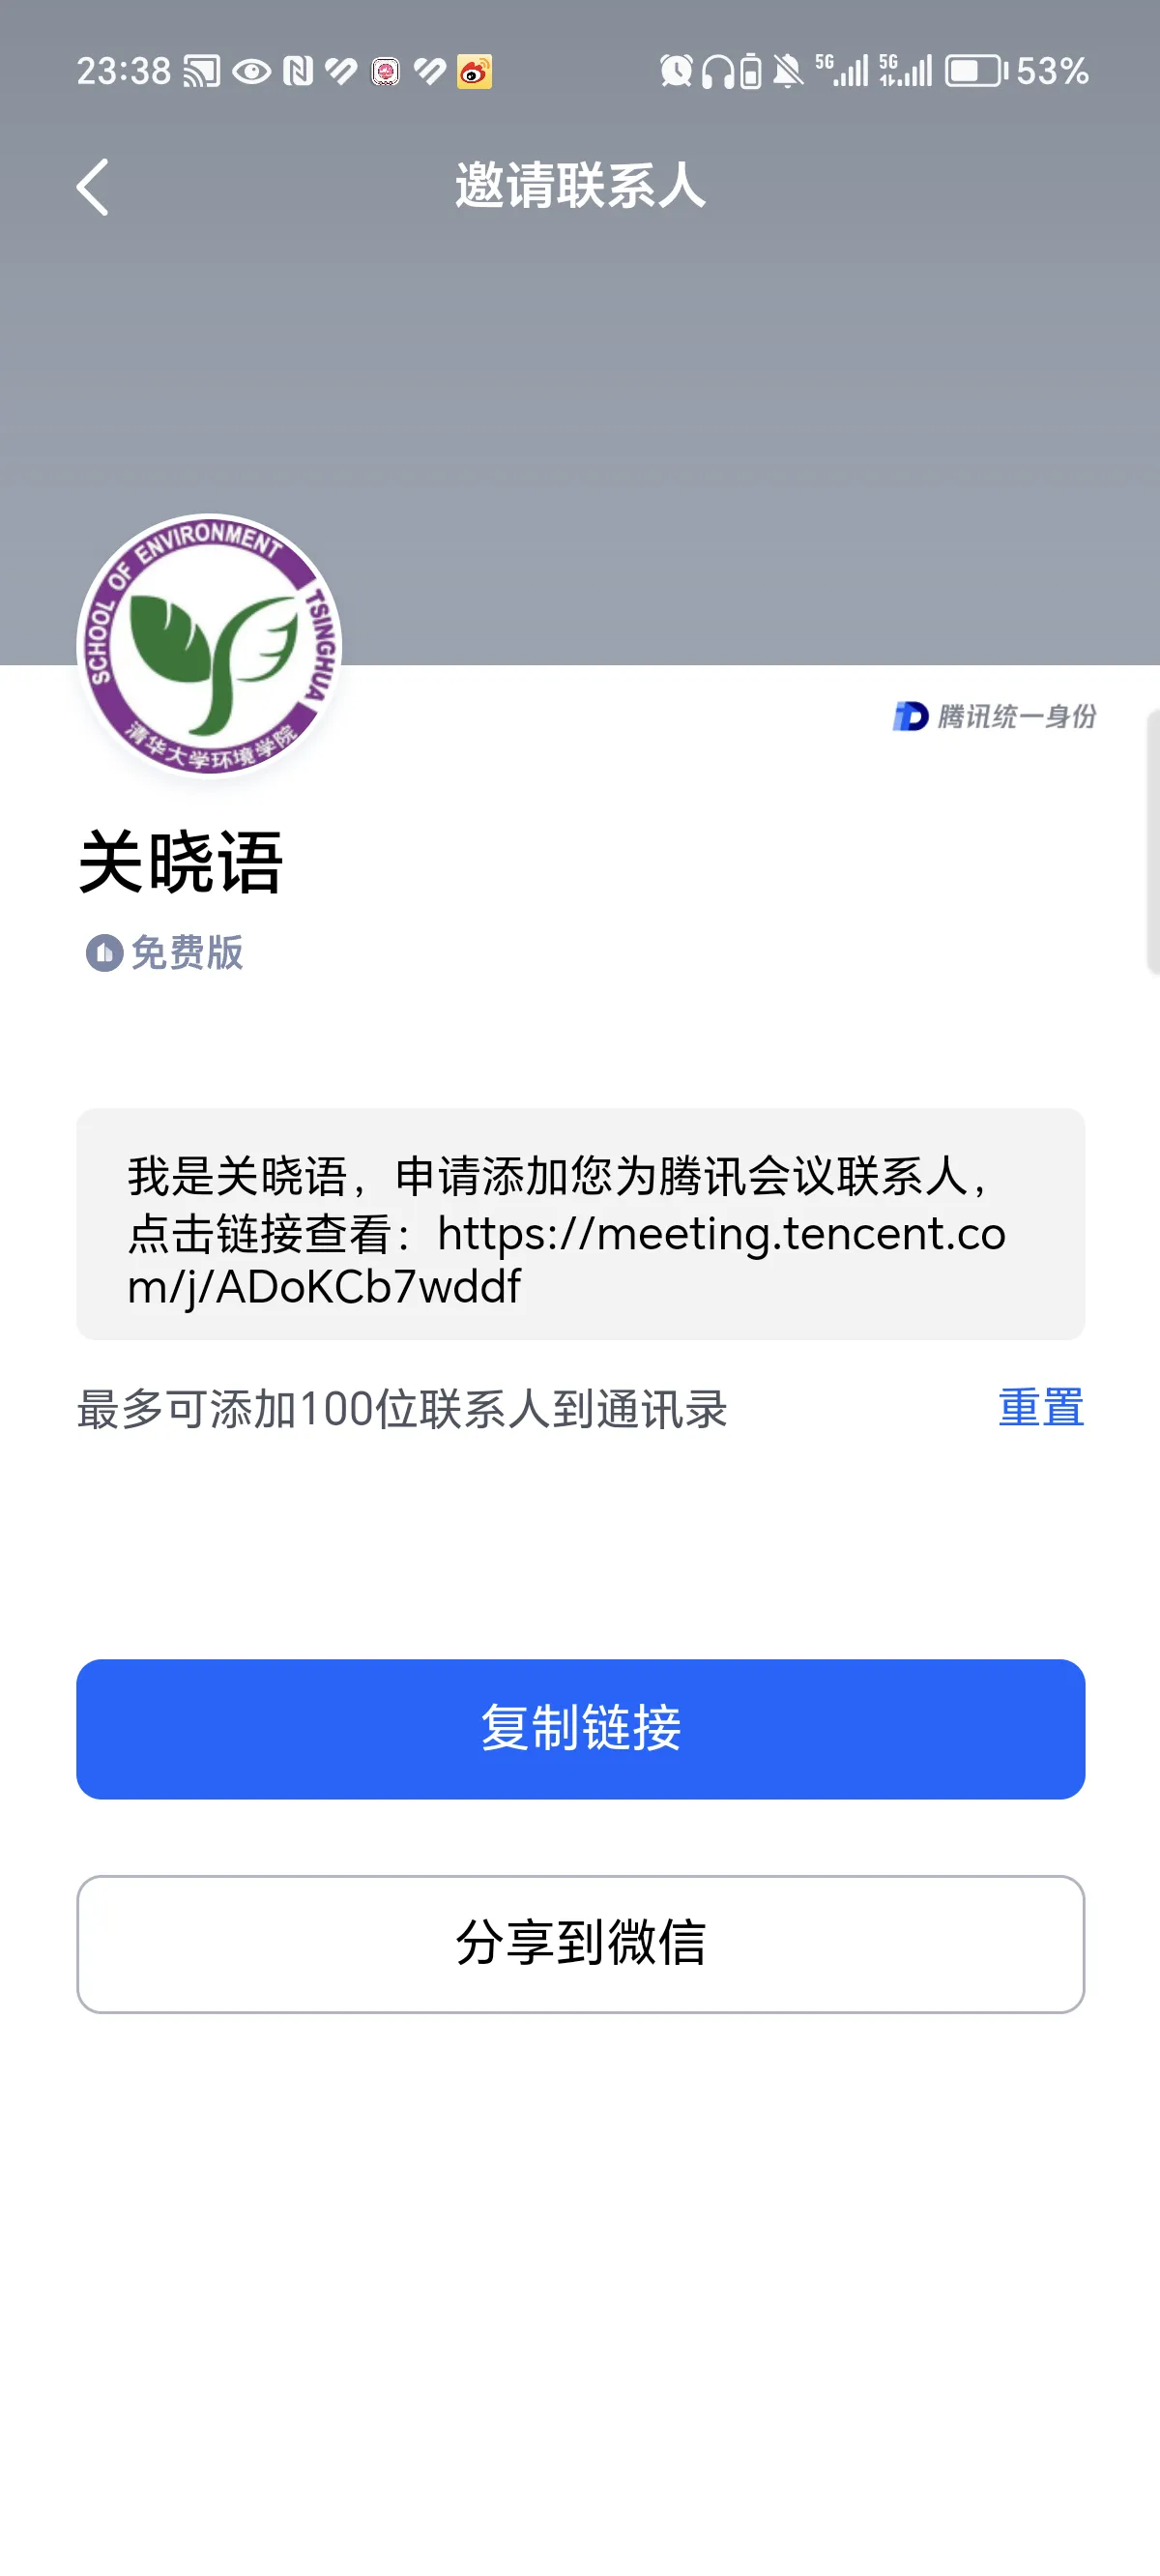 23:38
5G 5G 53%
邀请联系人
SCHOOL OF ENVIRONMENT TSINGHUA
清华大学环境学院
腾讯统一身份
关晓语
免费版
我是关晓语，申请添加您为腾讯会议联系人，
点击链接查看：https://meeting.tencent.co
m/j/ADoKCb7wddf
最多可添加100位联系人到通讯录
重置
复制链接
分享到微信